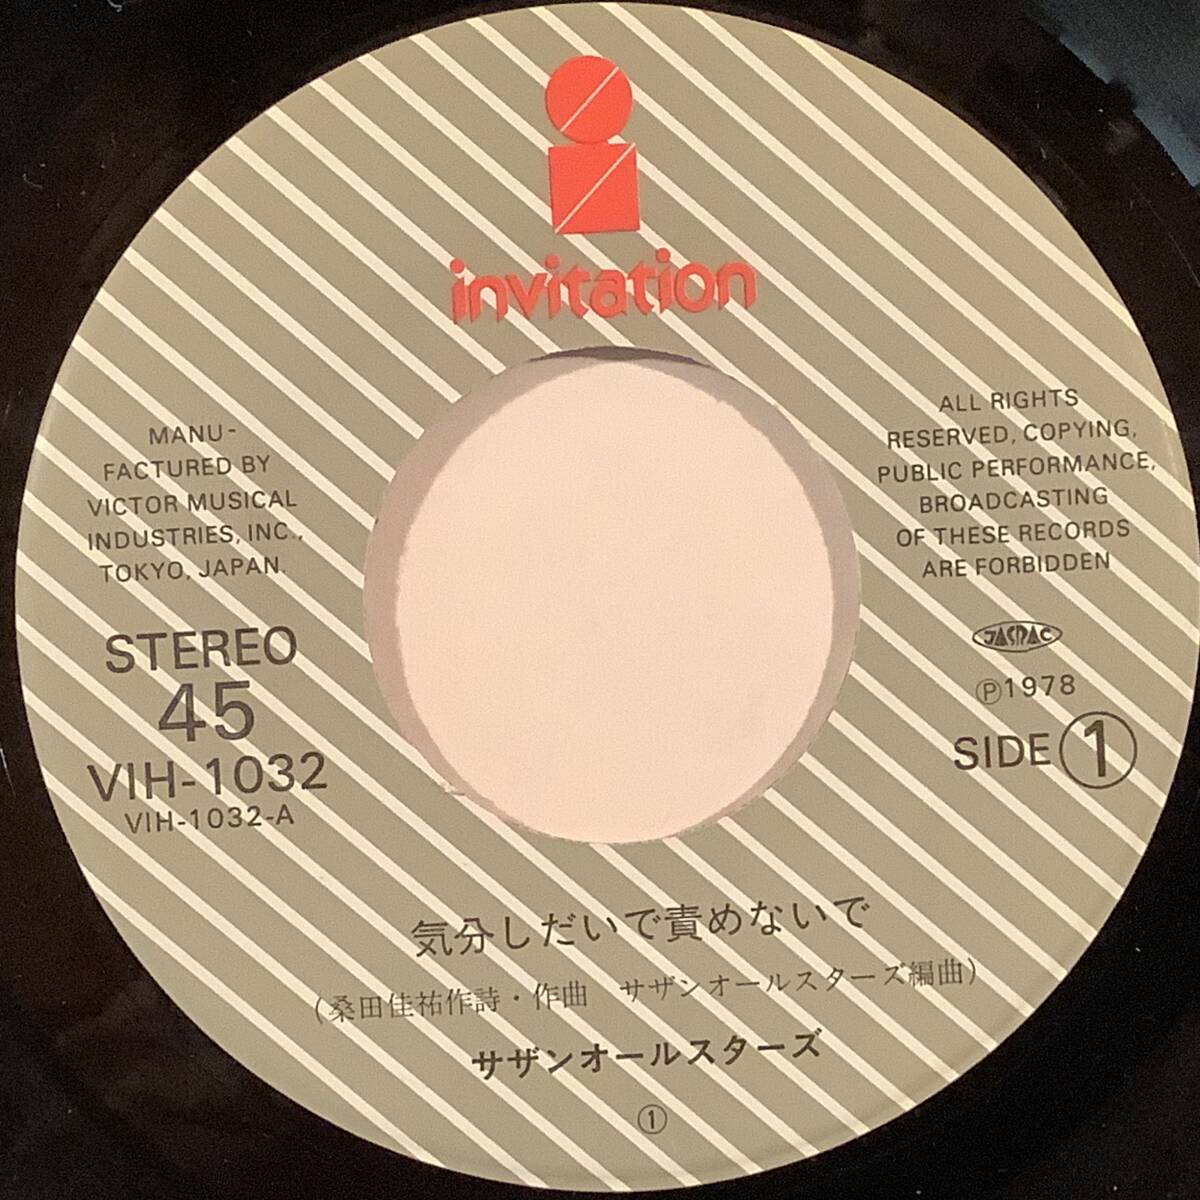 invitation
MANU-
FACTURED BY
VICTOR MUSICAL
INDUSTRIES, INC.,
TOKYO, JAPAN.
STEREO
45
VIH-1032
VIH-1032-A
ALL RIGHTS
RESERVED, COPYING,
PUBLIC PERFORMANCE,
BROADCASTING
OF THESE RECORDS
ARE FORBIDDEN
JASRAC
Ⓟ1978
SIDE ①
気分しだいで責めないで
(桑田佳祐作詩・作曲 サザンオールスターズ編曲)
サザンオールスターズ
①